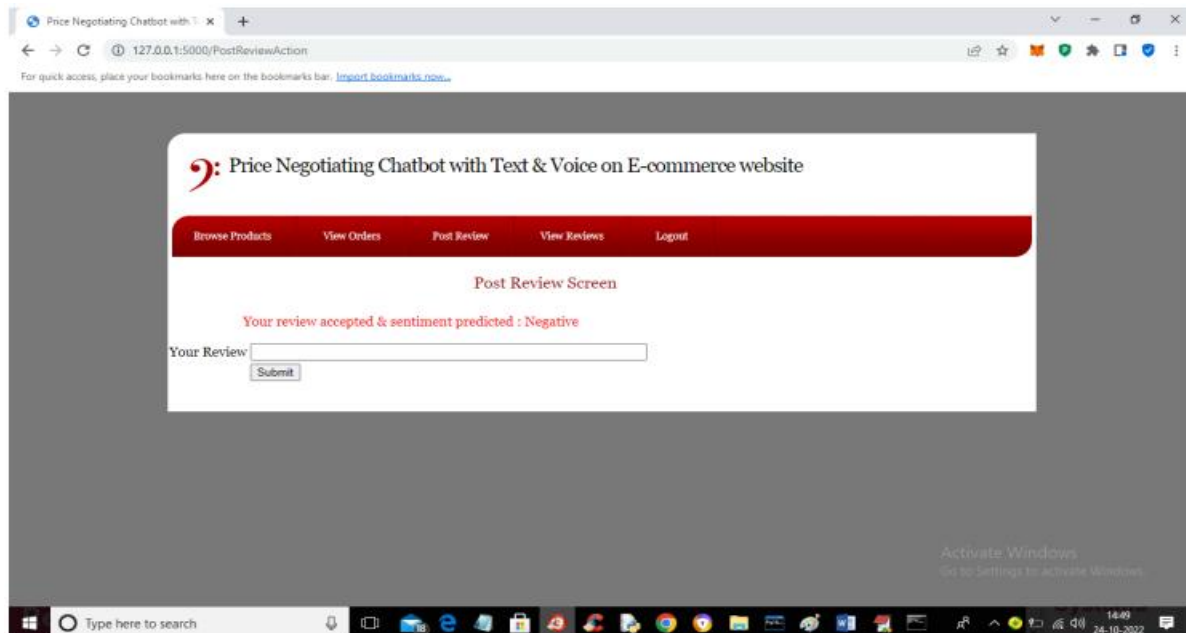 Price Negotiating Chatbot with T
127.0.0.1:5000/PostReviewAction
For quick access, place your bookmarks here on the bookmarks bar. Import bookmarks now...
Price Negotiating Chatbot with Text & Voice on E-commerce website
Browse Products View Orders Post Review View Reviews Logout
Post Review Screen
Your review accepted & sentiment predicted : Negative
Your Review
Submit
Activate Windows
Go to Settings to activate Windows.
Type here to search
14:49
24-10-2022